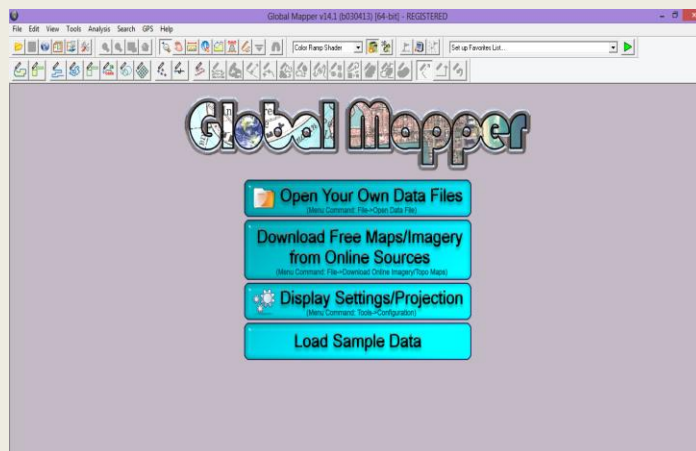 Global Mapper v14.1 (b030413) [64-bit] - REGISTERED
File Edit View Tools Analysis Search GPS Help
Color Ramp Shader
Set up Favorites List...
Global Mapper
Open Your Own Data Files
(Menu Command: File->Open Data File)
Download Free Maps/Imagery
from Online Sources
(Menu Command: File->Download Online Imagery/Topo Maps)
Display Settings/Projection
(Menu Command: Tools->Configuration)
Load Sample Data